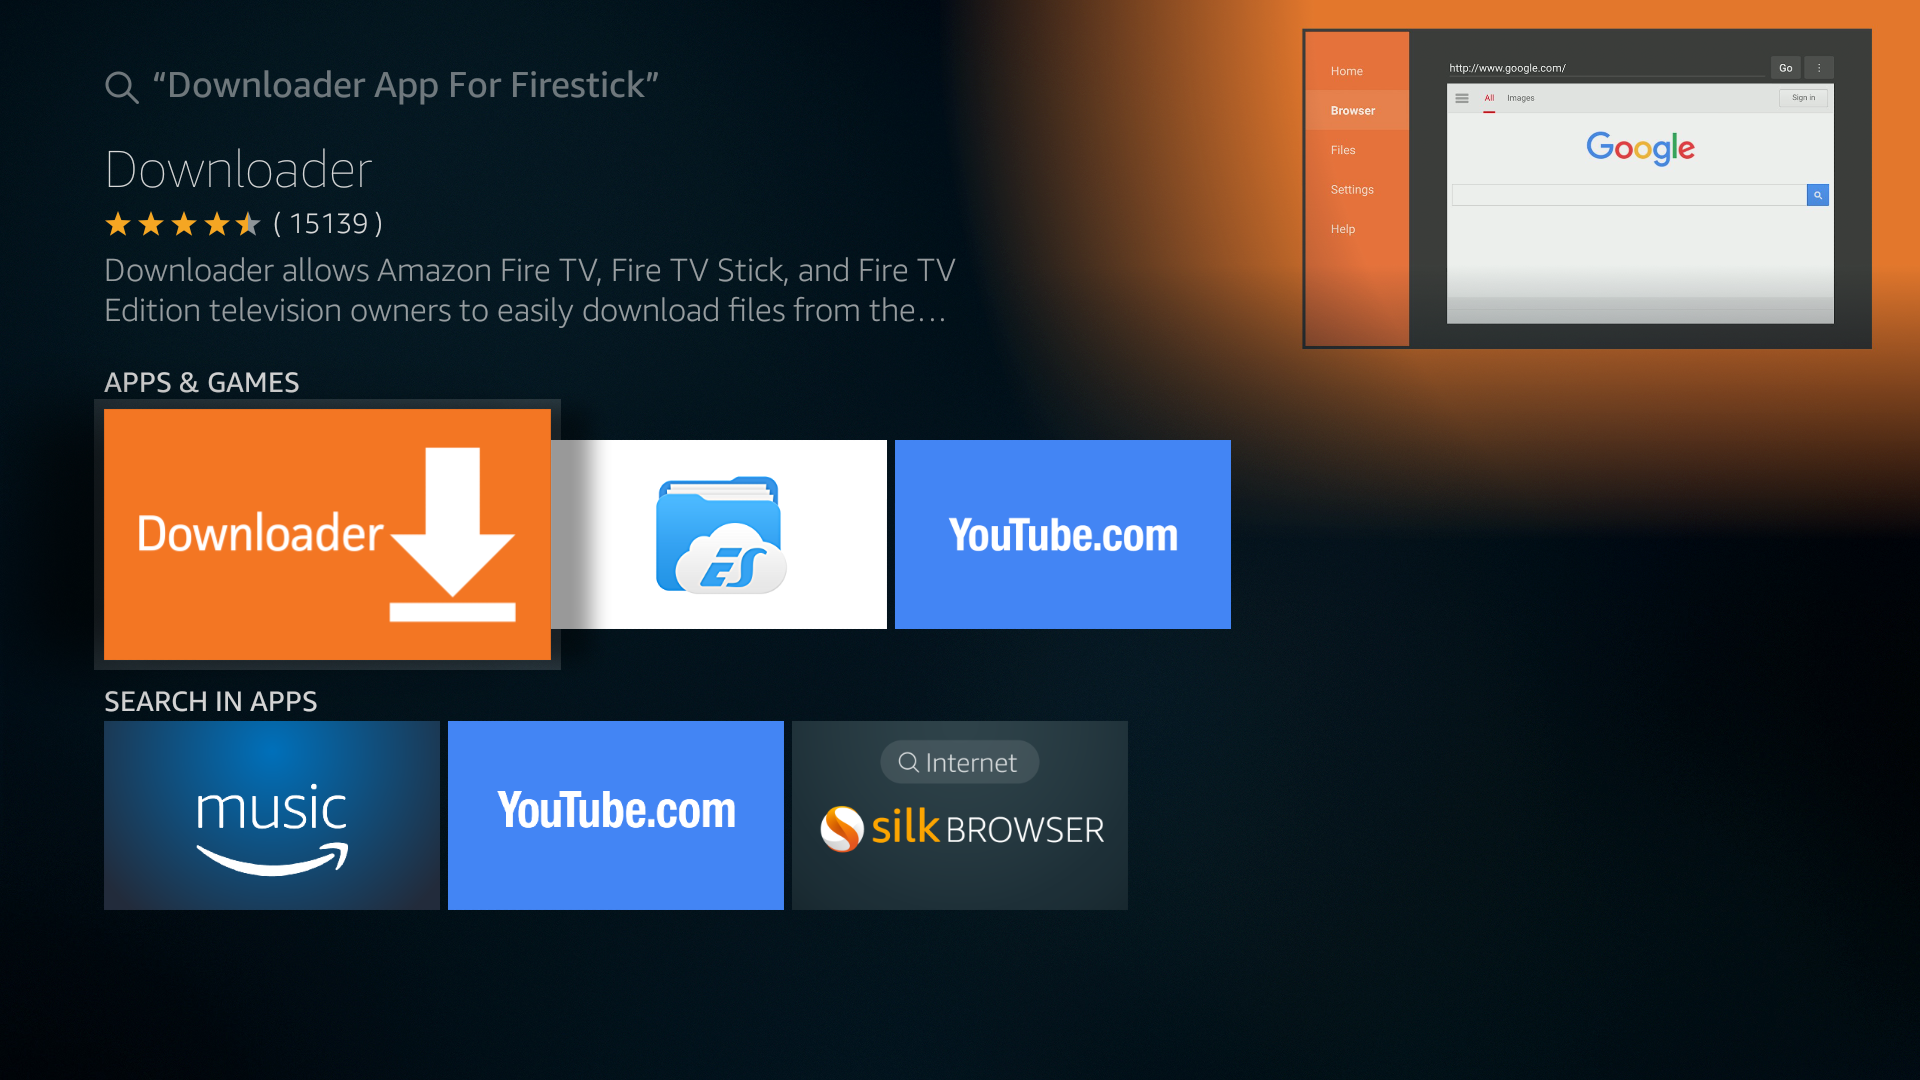 “Downloader App For Firestick”
Downloader
( 15139 )
Downloader allows Amazon Fire TV, Fire TV Stick, and Fire TV
Edition television owners to easily download files from the...
Home
Browser
Files
Settings
Help
http://www.google.com/
Go
All Images
Sign in
Google
APPS & GAMES
Downloader
ES
YouTube.com
SEARCH IN APPS
music
YouTube.com
Internet
silk BROWSER